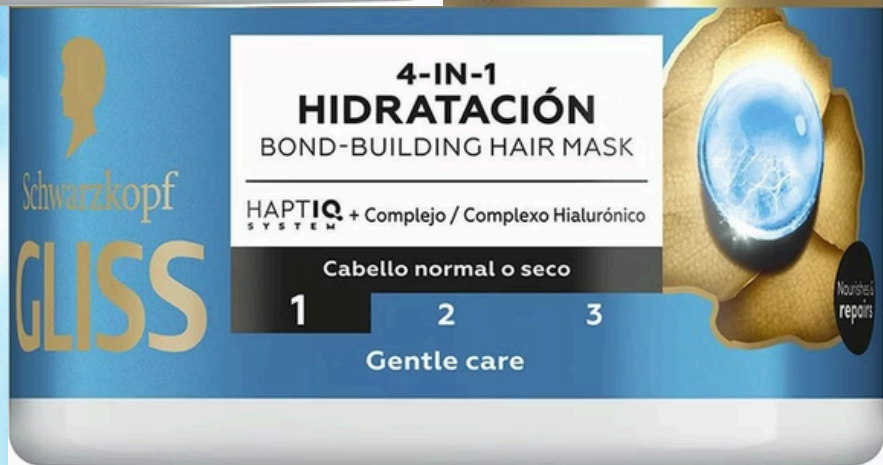 Schwarzkopf
GLISS
4-IN-1
HIDRATACIÓN
BOND-BUILDING HAIR MASK
HAPTIQ SYSTEM + Complejo / Complexo Hialurónico
Cabello normal o seco
1 2 3
Gentle care
Nourishes &
repairs